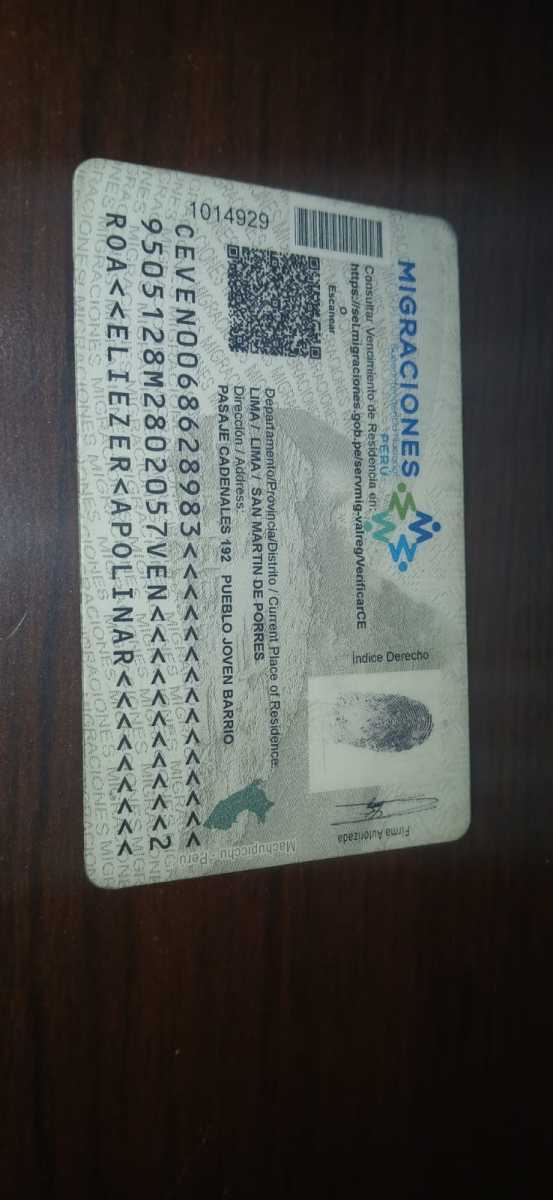 MIGRACIONES
PERÚ
Consultar Vencimiento de Residencia en:
https://sel.migraciones.gob.pe/servmig-valreg/VerificarCE
O
Escanear
1014929
Índice Derecho
Firma Autorizada
Departamento/Provincia/Distrito / Current Place of Residence:
LIMA / LIMA / SAN MARTIN DE PORRES
Dirección / Address:
PASAJE CADENALES 192 PUEBLO JOVEN BARRIO
Machupicchu - Perú
CEVEN0068628983<<<<<<<<<<<<<<<
9505128M2802057VEN<<<<<<<<<<<2
ROA<<ELIEZER<APOLINAR<<<<<<<<<